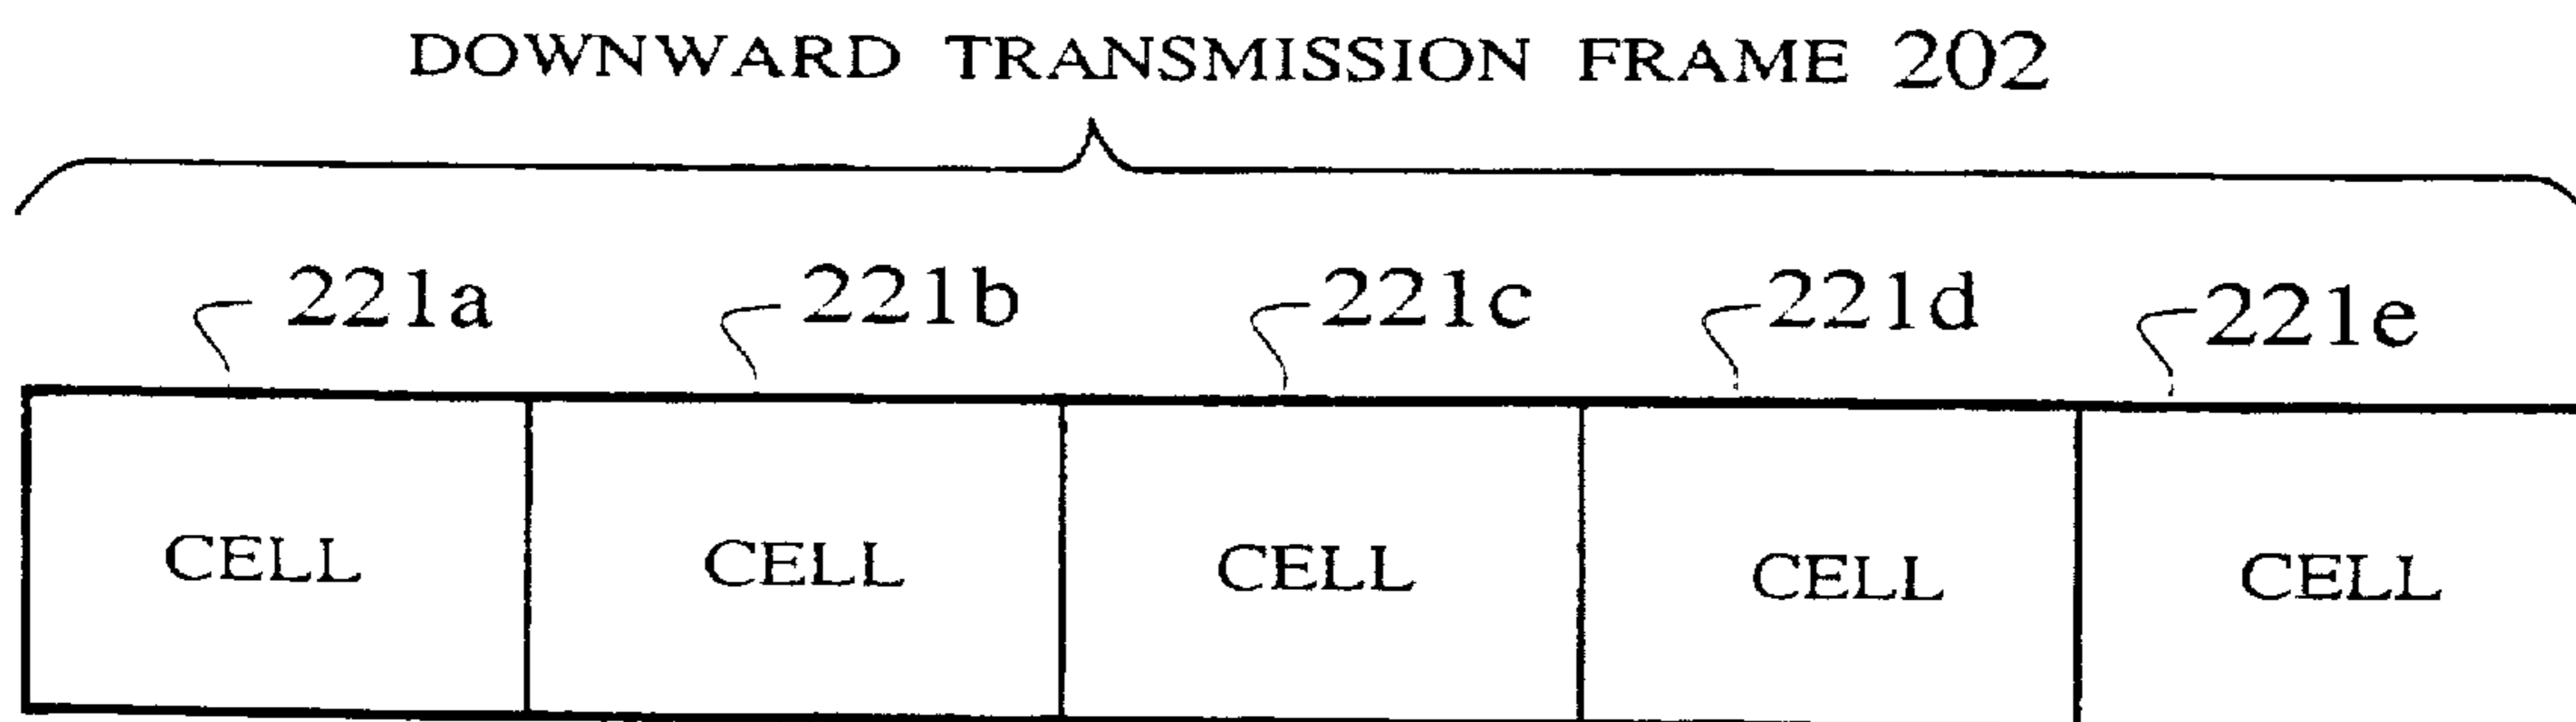 DOWNWARD TRANSMISSION FRAME 202
221a 221b 221c 221d 221e
CELL CELL CELL CELL CELL